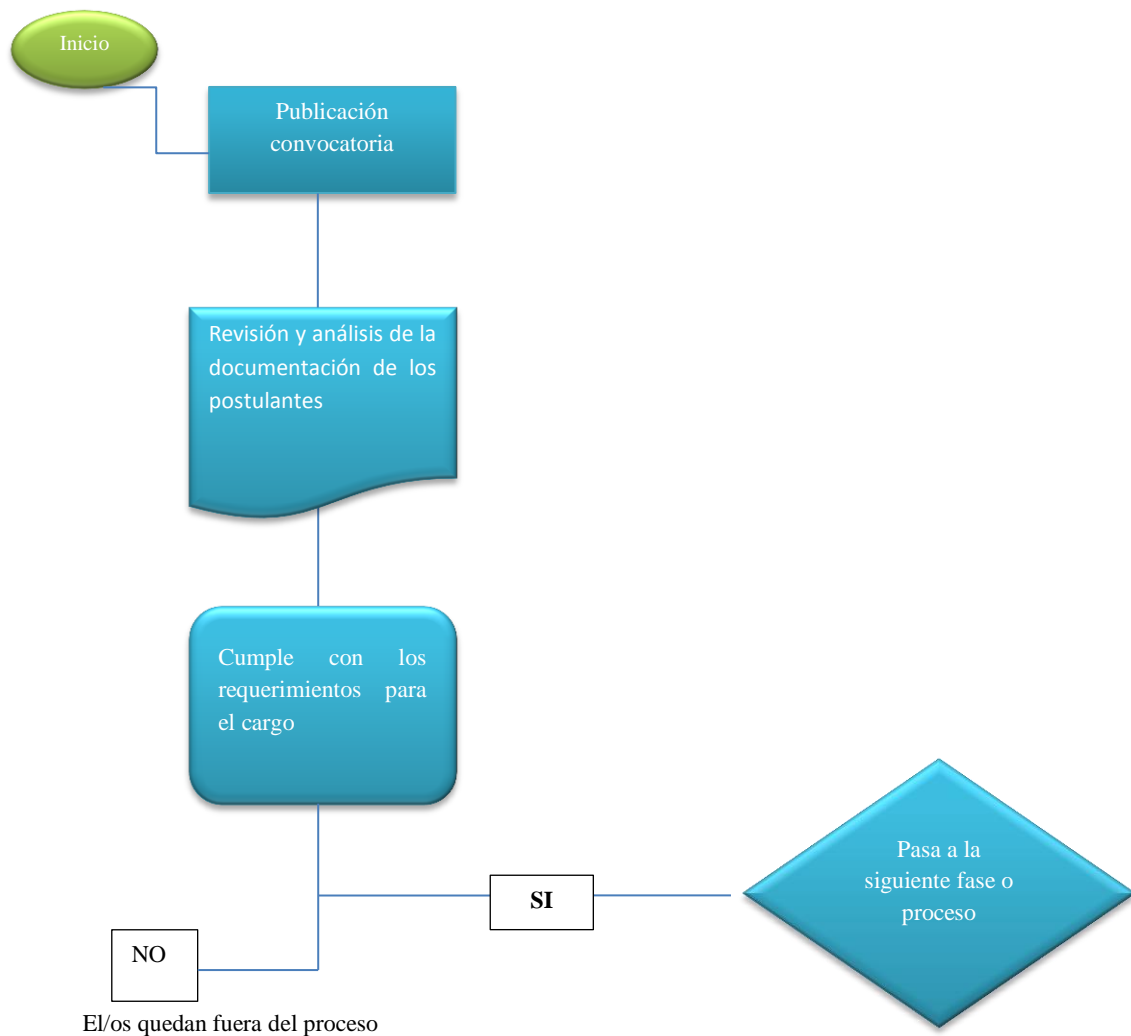 Inicio
Publicación
convocatoria
Revisión y análisis de la
documentación de los
postulantes
Cumple con los
requerimientos para
el cargo
Pasa a la
siguiente fase o
proceso
SI
NO
El/os quedan fuera del proceso